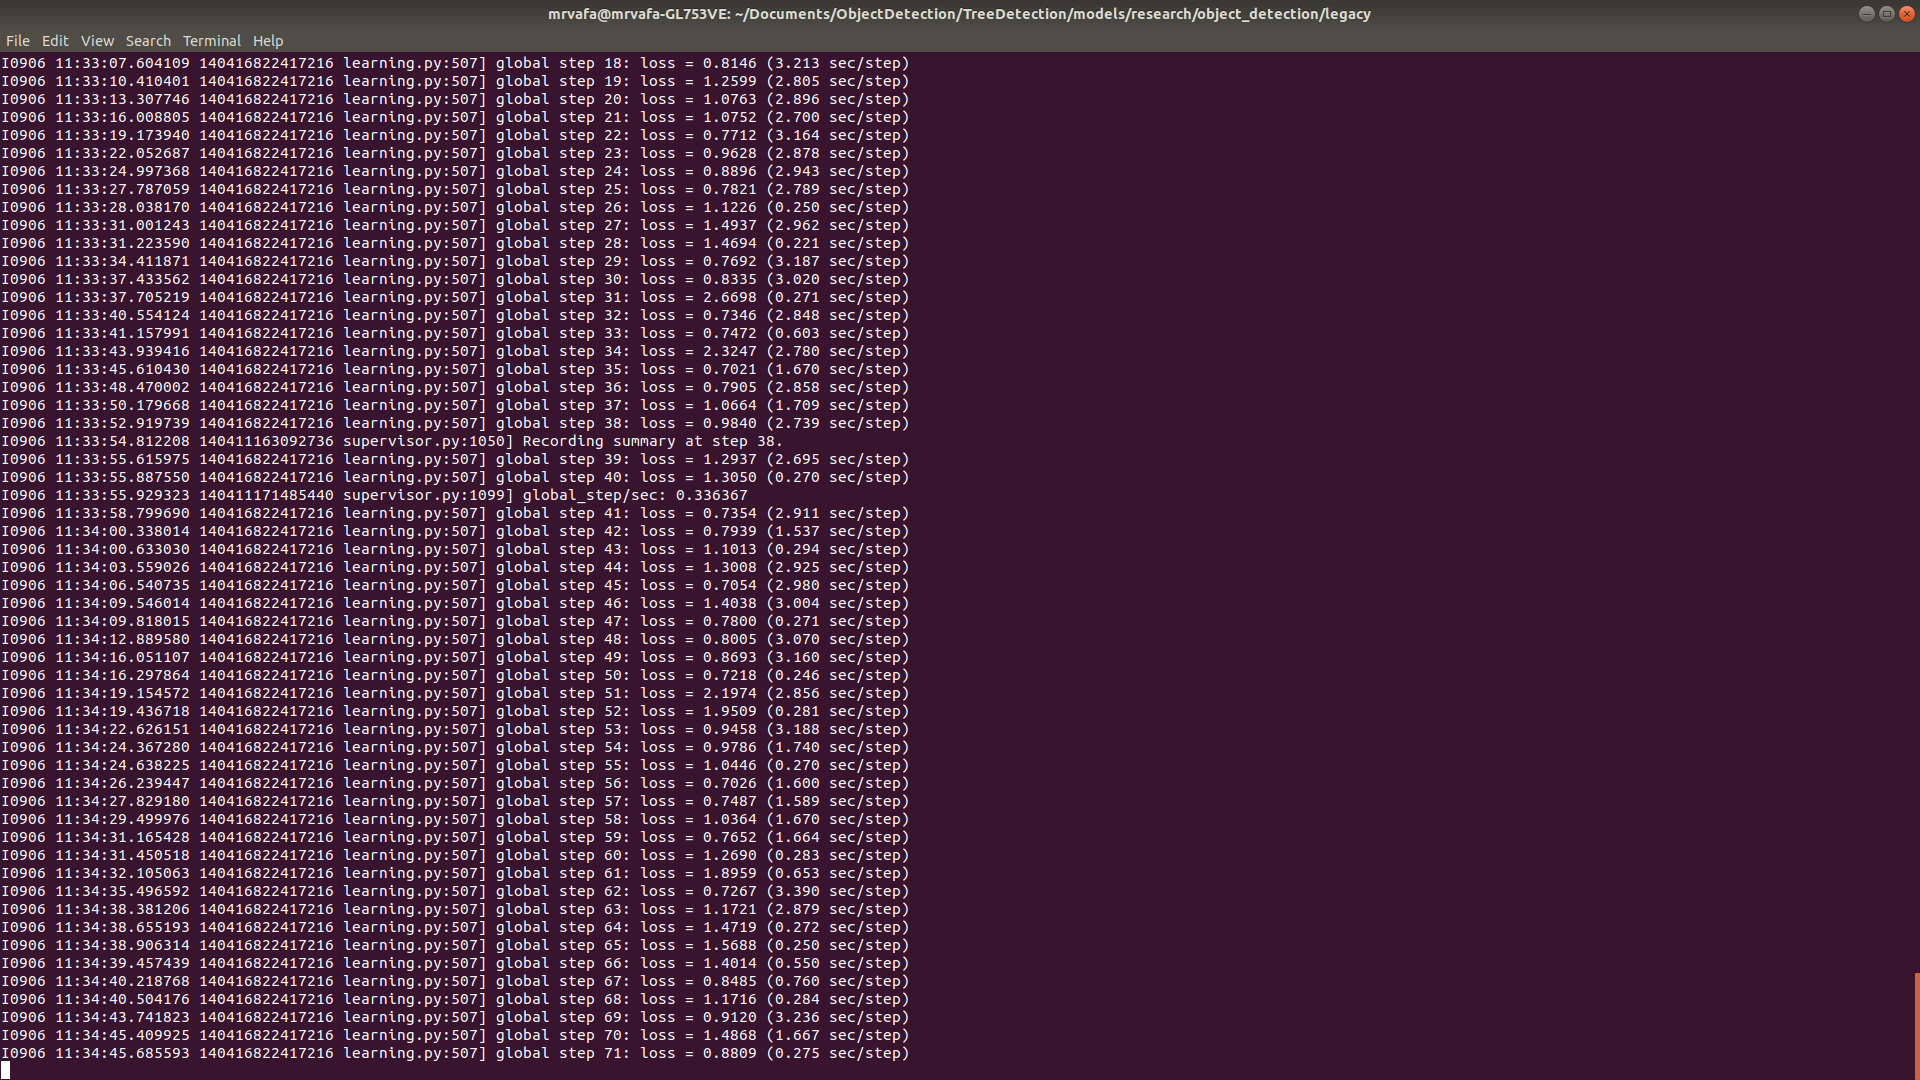 mrvafa@mrvafa-GL753VE: ~/Documents/ObjectDetection/TreeDetection/models/research/object_detection/legacy
File Edit View Search Terminal Help
I0906 11:33:07.604109 140416822417216 learning.py:507] global step 18: loss = 0.8146 (3.213 sec/step)
I0906 11:33:10.410401 140416822417216 learning.py:507] global step 19: loss = 1.2599 (2.805 sec/step)
I0906 11:33:13.307746 140416822417216 learning.py:507] global step 20: loss = 1.0763 (2.896 sec/step)
I0906 11:33:16.008805 140416822417216 learning.py:507] global step 21: loss = 1.0752 (2.700 sec/step)
I0906 11:33:19.173940 140416822417216 learning.py:507] global step 22: loss = 0.7712 (3.164 sec/step)
I0906 11:33:22.052687 140416822417216 learning.py:507] global step 23: loss = 0.9628 (2.878 sec/step)
I0906 11:33:24.997368 140416822417216 learning.py:507] global step 24: loss = 0.8896 (2.943 sec/step)
I0906 11:33:27.787059 140416822417216 learning.py:507] global step 25: loss = 0.7821 (2.789 sec/step)
I0906 11:33:28.038170 140416822417216 learning.py:507] global step 26: loss = 1.1226 (0.250 sec/step)
I0906 11:33:31.001243 140416822417216 learning.py:507] global step 27: loss = 1.4937 (2.962 sec/step)
I0906 11:33:31.223590 140416822417216 learning.py:507] global step 28: loss = 1.4694 (0.221 sec/step)
I0906 11:33:34.411871 140416822417216 learning.py:507] global step 29: loss = 0.7692 (3.187 sec/step)
I0906 11:33:37.433562 140416822417216 learning.py:507] global step 30: loss = 0.8335 (3.020 sec/step)
I0906 11:33:37.705219 140416822417216 learning.py:507] global step 31: loss = 2.6698 (0.271 sec/step)
I0906 11:33:40.554124 140416822417216 learning.py:507] global step 32: loss = 0.7346 (2.848 sec/step)
I0906 11:33:41.157991 140416822417216 learning.py:507] global step 33: loss = 0.7472 (0.603 sec/step)
I0906 11:33:43.939416 140416822417216 learning.py:507] global step 34: loss = 2.3247 (2.780 sec/step)
I0906 11:33:45.610430 140416822417216 learning.py:507] global step 35: loss = 0.7021 (1.670 sec/step)
I0906 11:33:48.470002 140416822417216 learning.py:507] global step 36: loss = 0.7905 (2.858 sec/step)
I0906 11:33:50.179668 140416822417216 learning.py:507] global step 37: loss = 1.0664 (1.709 sec/step)
I0906 11:33:52.919739 140416822417216 learning.py:507] global step 38: loss = 0.9840 (2.739 sec/step)
I0906 11:33:54.812208 140411163092736 supervisor.py:1050] Recording summary at step 38.
I0906 11:33:55.615975 140416822417216 learning.py:507] global step 39: loss = 1.2937 (2.695 sec/step)
I0906 11:33:55.887550 140416822417216 learning.py:507] global step 40: loss = 1.3050 (0.270 sec/step)
I0906 11:33:55.929323 140411171485440 supervisor.py:1099] global_step/sec: 0.336367
I0906 11:33:58.799690 140416822417216 learning.py:507] global step 41: loss = 0.7354 (2.911 sec/step)
I0906 11:34:00.338014 140416822417216 learning.py:507] global step 42: loss = 0.7939 (1.537 sec/step)
I0906 11:34:00.633030 140416822417216 learning.py:507] global step 43: loss = 1.1013 (0.294 sec/step)
I0906 11:34:03.559026 140416822417216 learning.py:507] global step 44: loss = 1.3008 (2.925 sec/step)
I0906 11:34:06.540735 140416822417216 learning.py:507] global step 45: loss = 0.7054 (2.980 sec/step)
I0906 11:34:09.546014 140416822417216 learning.py:507] global step 46: loss = 1.4038 (3.004 sec/step)
I0906 11:34:09.818015 140416822417216 learning.py:507] global step 47: loss = 0.7800 (0.271 sec/step)
I0906 11:34:12.889580 140416822417216 learning.py:507] global step 48: loss = 0.8005 (3.070 sec/step)
I0906 11:34:16.051107 140416822417216 learning.py:507] global step 49: loss = 0.8693 (3.160 sec/step)
I0906 11:34:16.297864 140416822417216 learning.py:507] global step 50: loss = 0.7218 (0.246 sec/step)
I0906 11:34:19.154572 140416822417216 learning.py:507] global step 51: loss = 2.1974 (2.856 sec/step)
I0906 11:34:19.436718 140416822417216 learning.py:507] global step 52: loss = 1.9509 (0.281 sec/step)
I0906 11:34:22.626151 140416822417216 learning.py:507] global step 53: loss = 0.9458 (3.188 sec/step)
I0906 11:34:24.367280 140416822417216 learning.py:507] global step 54: loss = 0.9786 (1.740 sec/step)
I0906 11:34:24.638225 140416822417216 learning.py:507] global step 55: loss = 1.0446 (0.270 sec/step)
I0906 11:34:26.239447 140416822417216 learning.py:507] global step 56: loss = 0.7026 (1.600 sec/step)
I0906 11:34:27.829180 140416822417216 learning.py:507] global step 57: loss = 0.7487 (1.589 sec/step)
I0906 11:34:29.499976 140416822417216 learning.py:507] global step 58: loss = 1.0364 (1.670 sec/step)
I0906 11:34:31.165428 140416822417216 learning.py:507] global step 59: loss = 0.7652 (1.664 sec/step)
I0906 11:34:31.450518 140416822417216 learning.py:507] global step 60: loss = 1.2690 (0.283 sec/step)
I0906 11:34:32.105063 140416822417216 learning.py:507] global step 61: loss = 1.8959 (0.653 sec/step)
I0906 11:34:35.496592 140416822417216 learning.py:507] global step 62: loss = 0.7267 (3.390 sec/step)
I0906 11:34:38.381206 140416822417216 learning.py:507] global step 63: loss = 1.1721 (2.879 sec/step)
I0906 11:34:38.655193 140416822417216 learning.py:507] global step 64: loss = 1.4719 (0.272 sec/step)
I0906 11:34:38.906314 140416822417216 learning.py:507] global step 65: loss = 1.5688 (0.250 sec/step)
I0906 11:34:39.457439 140416822417216 learning.py:507] global step 66: loss = 1.4014 (0.550 sec/step)
I0906 11:34:40.218768 140416822417216 learning.py:507] global step 67: loss = 0.8485 (0.760 sec/step)
I0906 11:34:40.504176 140416822417216 learning.py:507] global step 68: loss = 1.1716 (0.284 sec/step)
I0906 11:34:43.741823 140416822417216 learning.py:507] global step 69: loss = 0.9120 (3.236 sec/step)
I0906 11:34:45.409925 140416822417216 learning.py:507] global step 70: loss = 1.4868 (1.667 sec/step)
I0906 11:34:45.685593 140416822417216 learning.py:507] global step 71: loss = 0.8809 (0.275 sec/step)